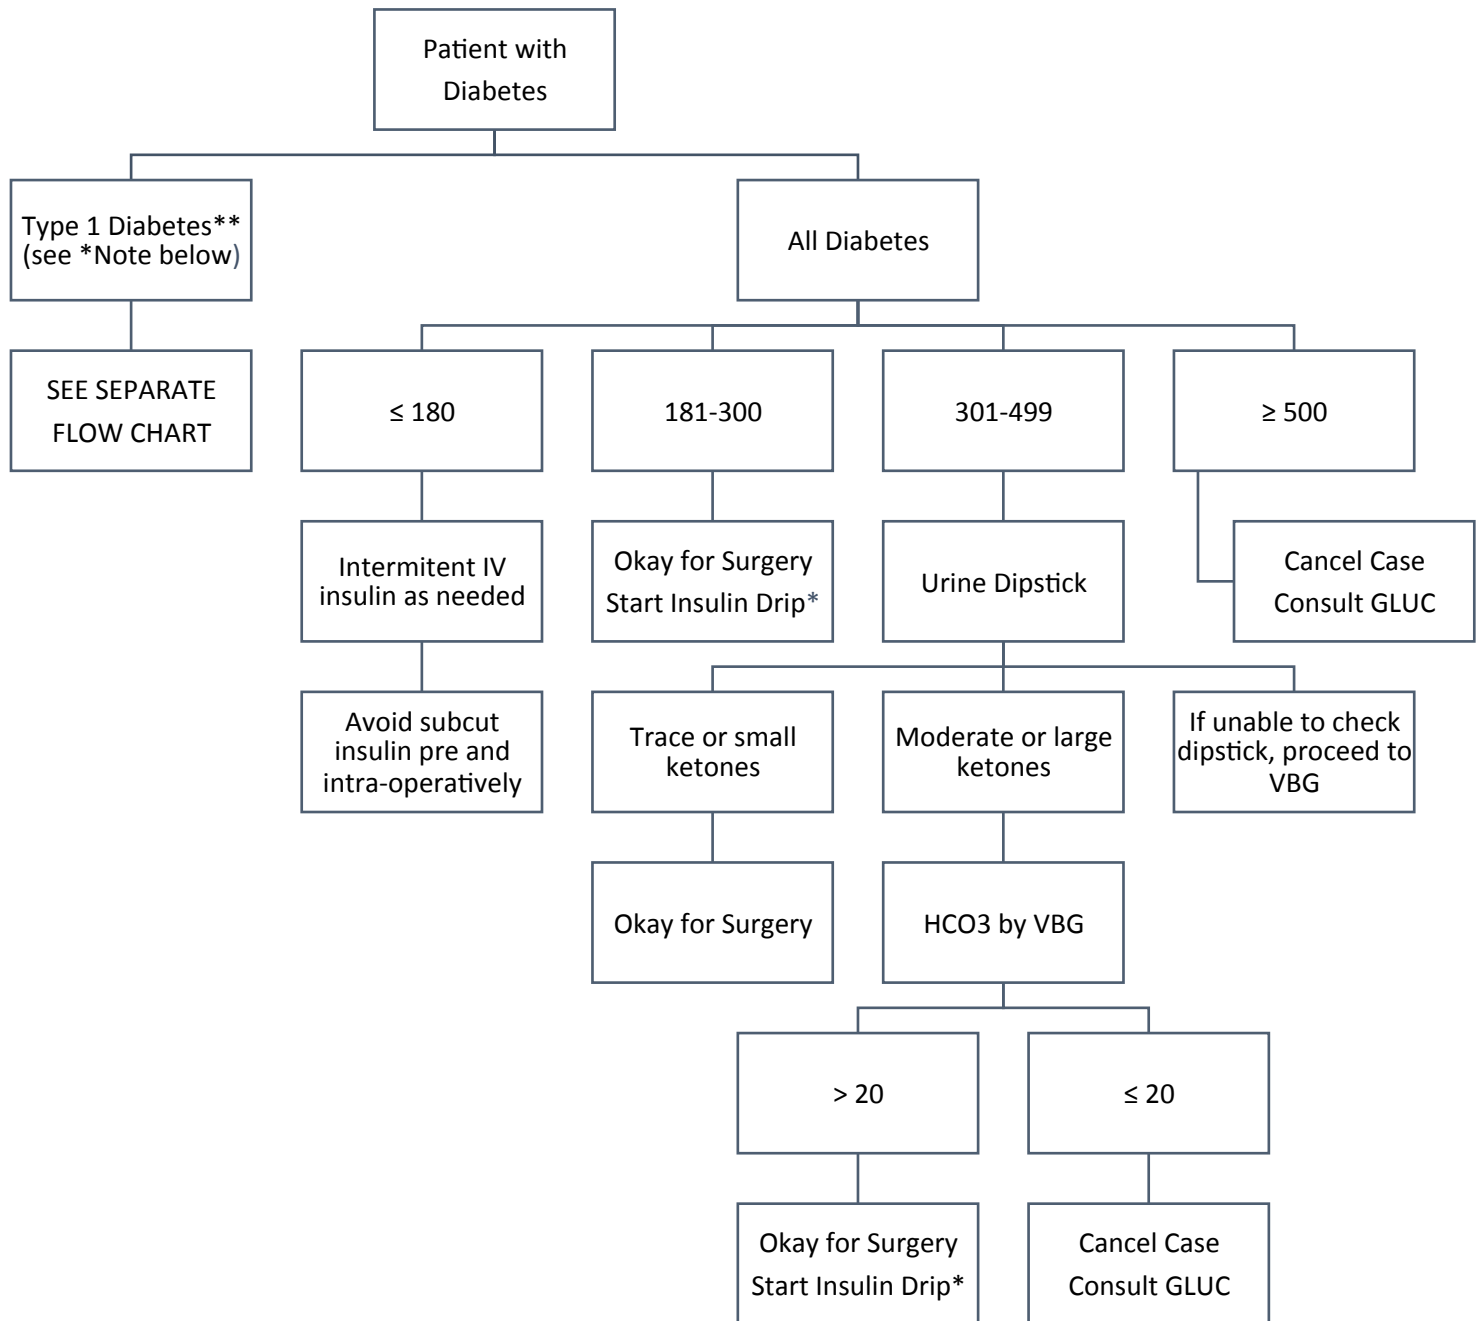 Patient with
Diabetes
Type 1 Diabetes**
(see *Note below)
All Diabetes
SEE SEPARATE
FLOW CHART
≤ 180
181-300
301-499
≥ 500
Intermitent IV
insulin as needed
Okay for Surgery
Start Insulin Drip*
Urine Dipstick
Cancel Case
Consult GLUC
Avoid subcut
insulin pre and
intra-operatively
Trace or small
ketones
Moderate or large
ketones
If unable to check
dipstick, proceed to
VBG
Okay for Surgery
HCO3 by VBG
> 20
≤ 20
Okay for Surgery
Start Insulin Drip*
Cancel Case
Consult GLUC